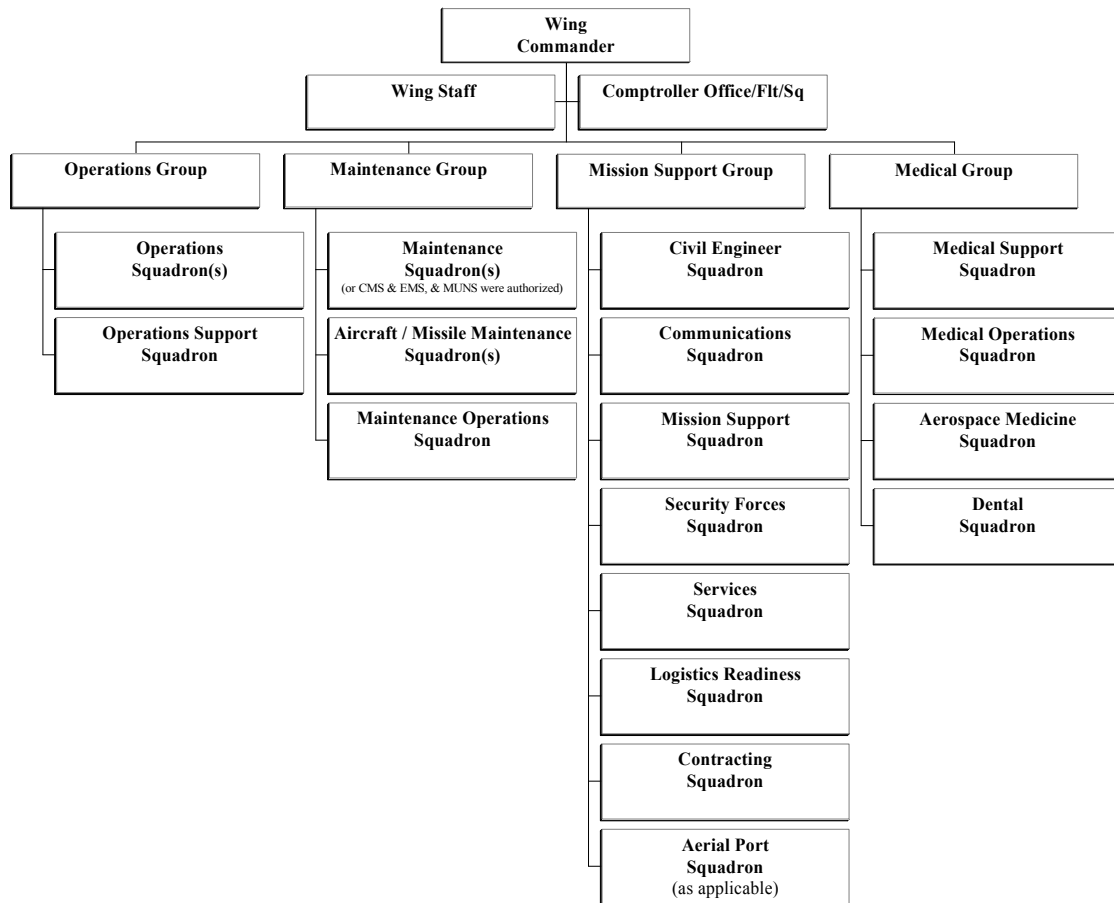 Wing
Commander
Wing Staff
Comptroller Office/Flt/Sq
Operations Group
Maintenance Group
Mission Support Group
Medical Group
Operations
Squadron(s)
Operations Support
Squadron
Maintenance
Squadron(s)
(or CMS & EMS, & MUNS were authorized)
Aircraft / Missile Maintenance
Squadron(s)
Maintenance Operations
Squadron
Civil Engineer
Squadron
Communications
Squadron
Mission Support
Squadron
Security Forces
Squadron
Services
Squadron
Logistics Readiness
Squadron
Contracting
Squadron
Aerial Port
Squadron
(as applicable)
Medical Support
Squadron
Medical Operations
Squadron
Aerospace Medicine
Squadron
Dental
Squadron